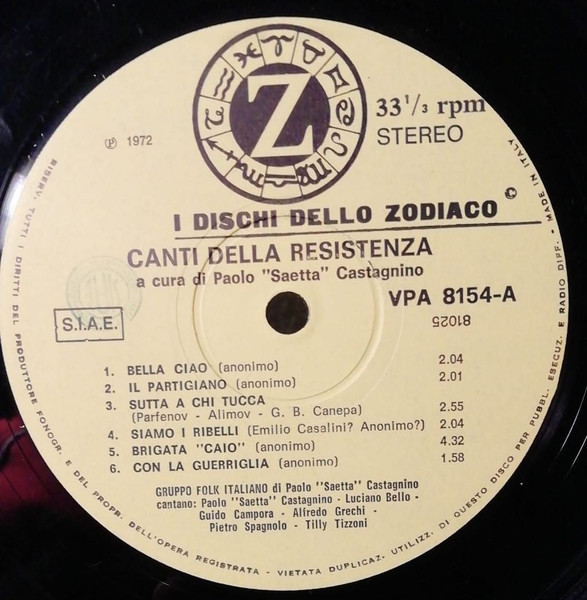 Z
33 1/3 rpm
STEREO
℗ 1972
I DISCHI DELLO ZODIACO ©
CANTI DELLA RESISTENZA
a cura di Paolo "Saetta" Castagnino
VPA 8154-A
81025
S.I.A.E.
1. BELLA CIAO (anonimo) 2.04
2. IL PARTIGIANO (anonimo) 2.01
3. SUTTA A CHI TUCCA
(Parfenov - Alimov - G. B. Canepa) 2.55
4. SIAMO I RIBELLI (Emilio Casalini? Anonimo?) 2.04
5. BRIGATA "CAIO" (anonimo) 4.32
6. CON LA GUERRIGLIA (anonimo) 1.58
GRUPPO FOLK ITALIANO di Paolo "Saetta" Castagnino
cantano: Paolo "Saetta" Castagnino - Luciano Bello -
Guido Campora - Alfredo Grechi -
Pietro Spagnolo - Tilly Tizzoni
RISERV. TUTTI I DIRITTI DEL PRODUTTORE FONOGR. E DEL PROPR. DELL'OPERA REGISTRATA - VIETATA DUPLICAZ. UTILIZZ. DI QUESTO DISCO PER PUBBL. ESECUZ. E RADIO DIFF. - MADE IN ITALY